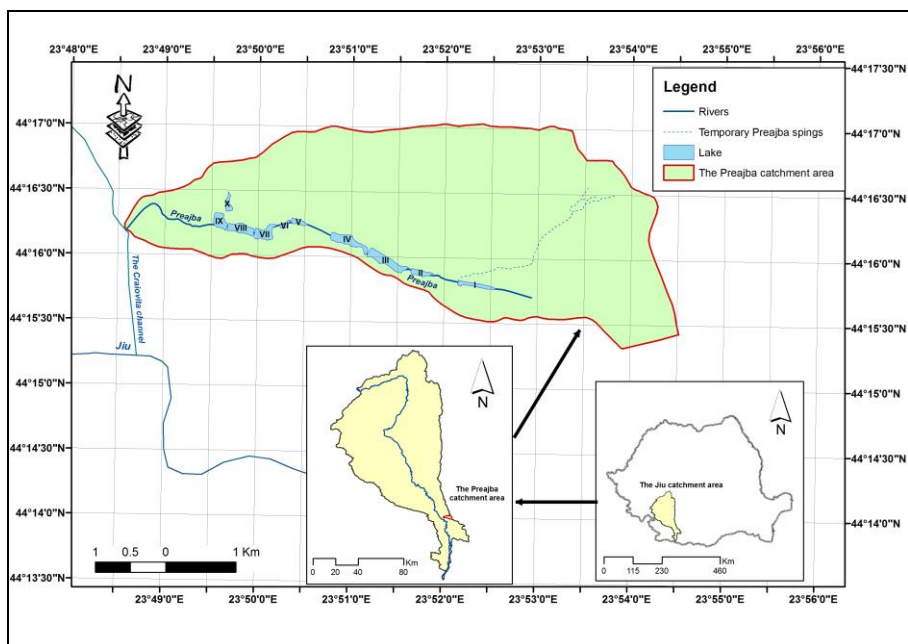 23°48'0"E 23°49'0"E 23°50'0"E 23°51'0"E 23°52'0"E 23°53'0"E 23°54'0"E 23°55'0"E 23°56'0"E
44°17'30"N
N
Legend
Rivers
Temporary Preajba spings
Lake
The Preajba catchment area
44°17'0"N
44°17'0"N
44°16'30"N
44°16'30"N
X
Preajba
IX
VIII
VII
VI
V
IV
III
II
I
Preajba
44°16'0"N
44°16'0"N
The Craiovita channel
44°15'30"N
44°15'30"N
Jiu
44°15'0"N
44°15'0"N
N
The Preajba
catchment area
0 20 40 80 Km
N
The Jiu catchment area
0 115 230 460 Km
44°14'30"N
44°14'30"N
44°14'0"N
44°14'0"N
1 0.5 0 1 Km
44°13'30"N
23°49'0"E 23°50'0"E 23°51'0"E 23°52'0"E 23°53'0"E 23°54'0"E 23°55'0"E 23°56'0"E